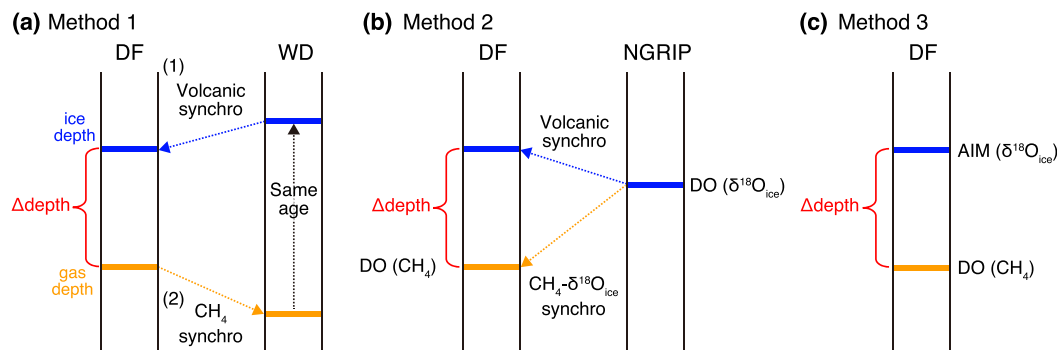 (a) Method 1
DF
WD
(1)
Volcanic
synchro
ice
depth
Δdepth
Same
age
gas
depth
(2)
CH₄
synchro
(b) Method 2
DF
NGRIP
Volcanic
synchro
DO (δ¹⁸Oᵢcₑ)
Δdepth
DO (CH₄)
CH₄-δ¹⁸Oᵢcₑ
synchro
(c) Method 3
DF
AIM (δ¹⁸Oᵢcₑ)
Δdepth
DO (CH₄)